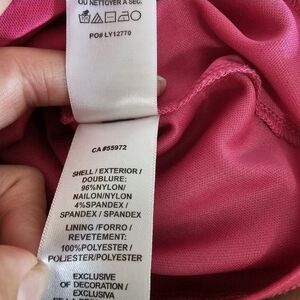 OU NETTOYER A SEC.
PO# LY12770
CA #55972
SHELL / EXTERIOR /
DOUBLURE:
96%NYLON/
NAILON/NYLON
4%SPANDEX /
SPANDEX / SPANDEX
LINING / FORRO /
REVETEMENT:
100%POLYESTER /
POLIESTER/POLYESTER
EXCLUSIVE
OF DECORATION /
EXCLUSIVA